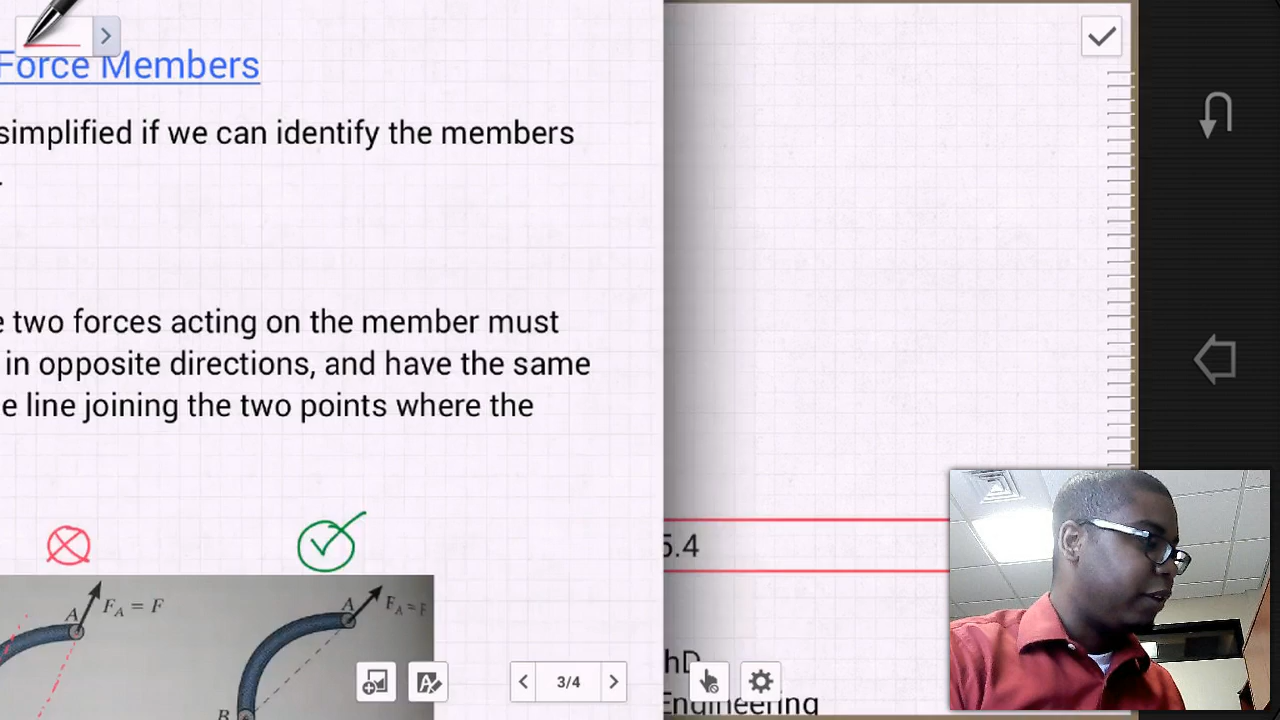 Force Members
simplified if we can identify the members
.
e two forces acting on the member must
in opposite directions, and have the same
e line joining the two points where the
A
F_A = F
A
F_A = F
B
3/4
5.4
hD
Engineering